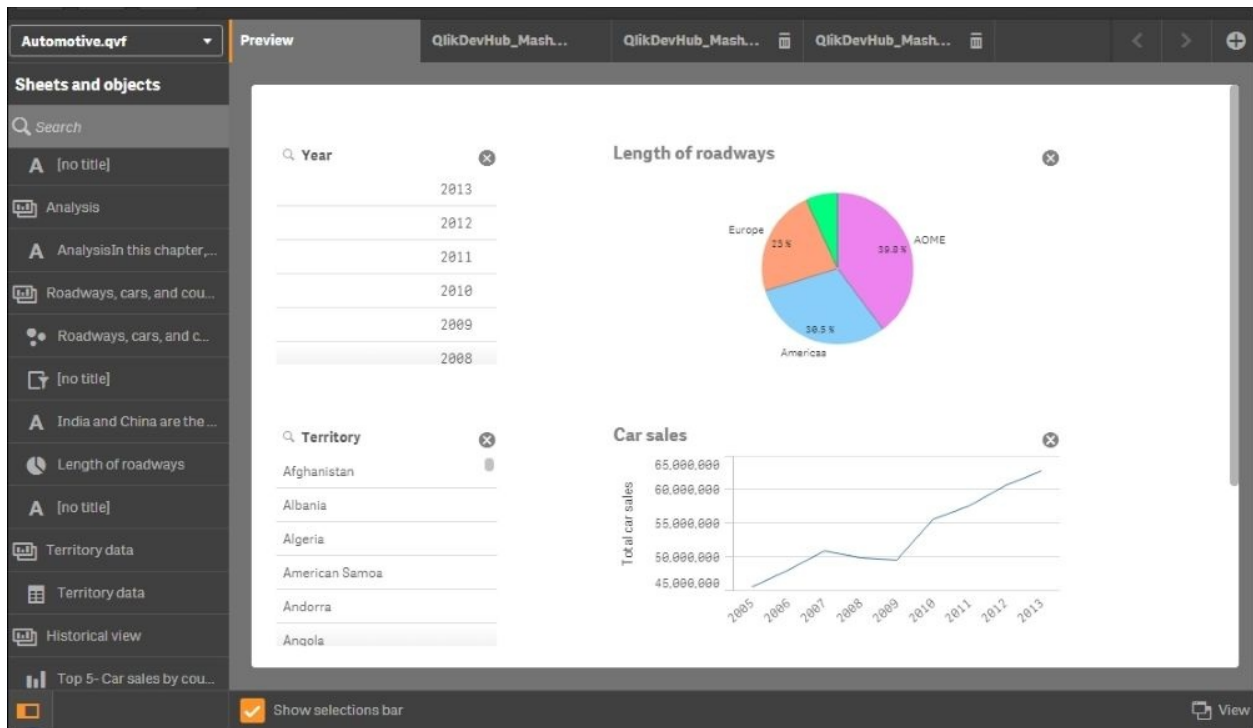 Automotive.qvf
Preview
QlikDevHub_Mash...
QlikDevHub_Mash...
QlikDevHub_Mash...
Sheets and objects
Search
A [no title]
Analysis
A AnalysisIn this chapter,...
Roadways, cars, and cou...
Roadways, cars, and c...
[no title]
A India and China are the ...
Length of roadways
A [no title]
Territory data
Territory data
Historical view
Top 5- Car sales by cou...
Year
2013
2012
2011
2010
2009
2008
Length of roadways
Europe
23 %
39.8 %
AOME
30.5 %
Americas
Territory
Afghanistan
Albania
Algeria
American Samoa
Andorra
Angola
Car sales
Total car sales
65,000,000
60,000,000
55,000,000
50,000,000
45,000,000
2005 2006 2007 2008 2009 2010 2011 2012 2013
Show selections bar
View